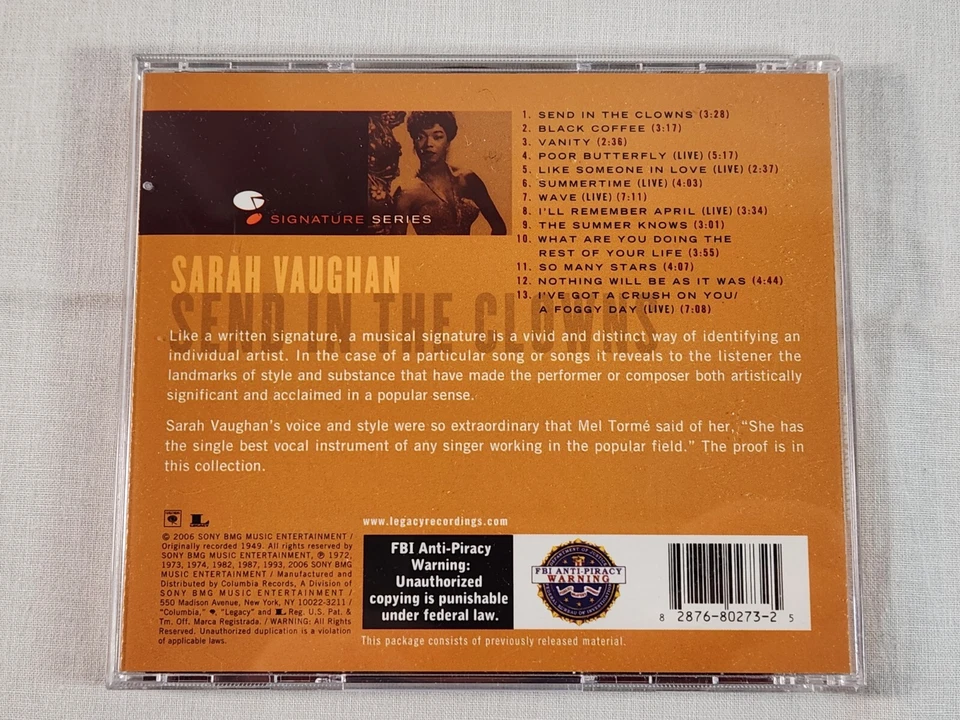 1. SEND IN THE CLOWNS (3:28)
2. BLACK COFFEE (3:17)
3. VANITY (2:36)
4. POOR BUTTERFLY (LIVE) (5:17)
5. LIKE SOMEONE IN LOVE (LIVE) (2:37)
6. SUMMERTIME (LIVE) (4:03)
7. WAVE (LIVE) (7:11)
8. I'LL REMEMBER APRIL (LIVE) (3:34)
9. THE SUMMER KNOWS (3:01)
10. WHAT ARE YOU DOING THE
REST OF YOUR LIFE (3:55)
11. SO MANY STARS (4:07)
12. NOTHING WILL BE AS IT WAS (4:44)
13. I'VE GOT A CRUSH ON YOU/
A FOGGY DAY (LIVE) (7:08)
SIGNATURE SERIES
SARAH VAUGHAN
SEND IN THE CLOWNS
Like a written signature, a musical signature is a vivid and distinct way of identifying an
individual artist. In the case of a particular song or songs it reveals to the listener the
landmarks of style and substance that have made the performer or composer both artistically
significant and acclaimed in a popular sense.
Sarah Vaughan's voice and style were so extraordinary that Mel Tormé said of her, "She has
the single best vocal instrument of any singer working in the popular field." The proof is in
this collection.
COLUMBIA
LEGACY
www.legacyrecordings.com
© 2006 SONY BMG MUSIC ENTERTAINMENT /
Originally recorded 1949. All rights reserved by
SONY BMG MUSIC ENTERTAINMENT, ℗ 1972,
1973, 1974, 1982, 1987, 1993, 2006 SONY BMG
MUSIC ENTERTAINMENT / Manufactured and
Distributed by Columbia Records, A Division of
SONY BMG MUSIC ENTERTAINMENT /
550 Madison Avenue, New York, NY 10022-3211 /
"Columbia," "Legacy" and L Reg. U.S. Pat. &
Tm. Off. Marca Registrada. / WARNING: All Rights
Reserved. Unauthorized duplication is a violation
of applicable laws.
FBI Anti-Piracy
Warning:
Unauthorized
copying is punishable
under federal law.
DEPARTMENT OF JUSTICE
FBI ANTI-PIRACY
WARNING
FEDERAL BUREAU OF INVESTIGATION
8 2876-80273-2 5
This package consists of previously released material.